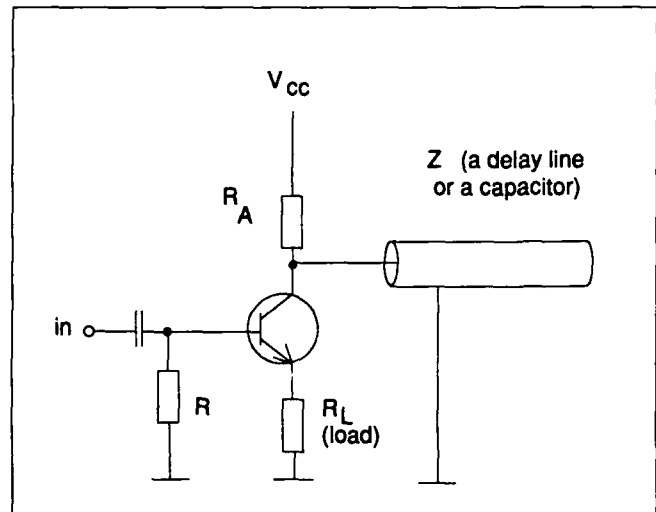 V CC
Z (a delay line
or a capacitor)
R A
in
R
R L
(load)